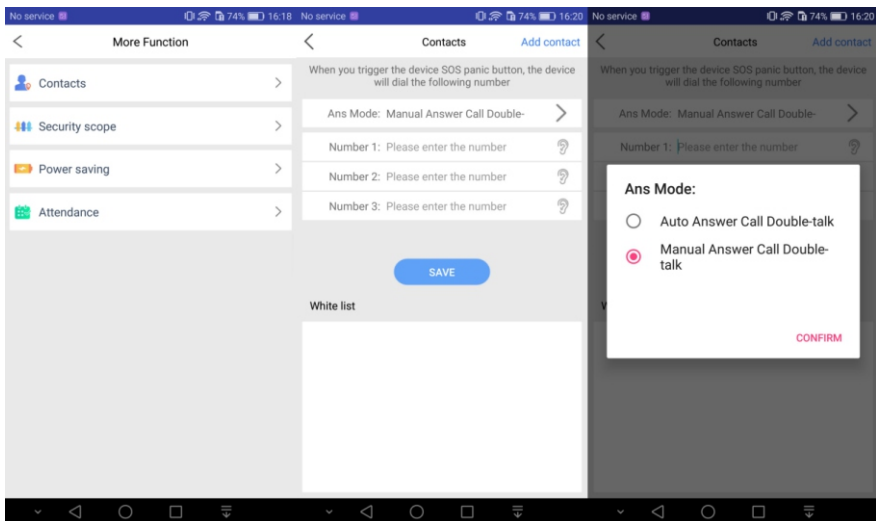 No service 74% 16:18
More Function
Contacts
Security scope
Power saving
Attendance
No service 74% 16:20
Contacts Add contact
When you trigger the device SOS panic button, the device
will dial the following number
Ans Mode: Manual Answer Call Double-
Number 1: Please enter the number
Number 2: Please enter the number
Number 3: Please enter the number
SAVE
White list
No service 74% 16:20
Contacts Add contact
When you trigger the device SOS panic button, the device
will dial the following number
Ans Mode: Manual Answer Call Double-
Number 1: Please enter the number
Ans Mode:
Auto Answer Call Double-talk
Manual Answer Call Double-
talk
CONFIRM